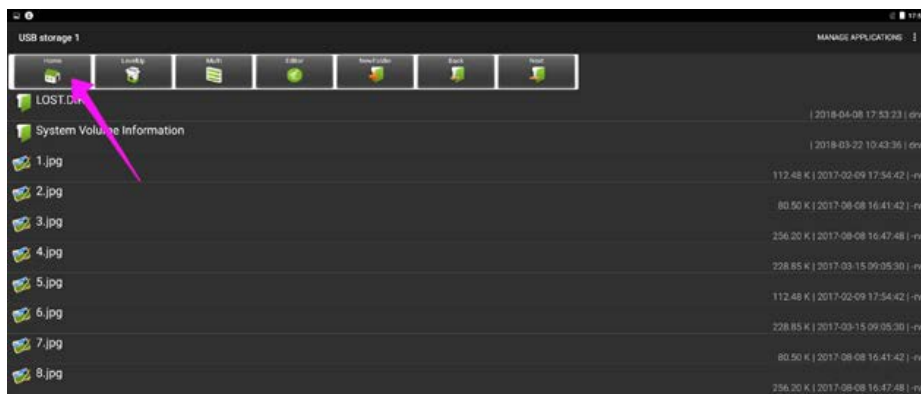 USB storage 1 MANAGE APPLICATIONS
Home LevelUp Multi Editor NewFolder Back Next
LOST.DIR
| 2018-04-08 17:53:23 |
System Volume Information
| 2018-03-22 10:43:36 |
1.jpg
112.48 K | 2017-02-09 17:54:42 |
2.jpg
80.50 K | 2017-08-08 16:41:42 |
3.jpg
256.20 K | 2017-08-08 16:47:48 |
4.jpg
228.85 K | 2017-03-15 09:05:30 |
5.jpg
112.48 K | 2017-02-09 17:54:42 |
6.jpg
228.85 K | 2017-03-15 09:05:30 |
7.jpg
80.50 K | 2017-08-08 16:41:42 |
8.jpg
256.20 K | 2017-08-08 16:47:48 |